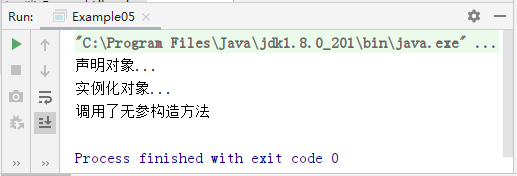 Run: Example05 ×
"C:\Program Files\Java\jdk1.8.0_201\bin\java.exe" ...
声明对象...
实例化对象...
调用了无参构造方法
Process finished with exit code 0